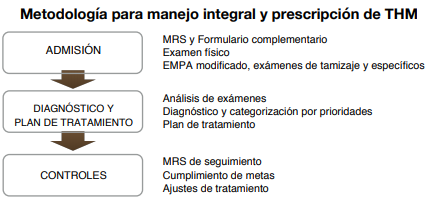 Metodología para manejo integral y prescripción de THM
ADMISIÓN
MRS y Formulario complementario
Examen físico
EMPA modificado, exámenes de tamizaje y específicos
DIAGNÓSTICO Y
PLAN DE TRATAMIENTO
Análisis de exámenes
Diagnóstico y categorización por prioridades
Plan de tratamiento
CONTROLES
MRS de seguimiento
Cumplimiento de metas
Ajustes de tratamiento